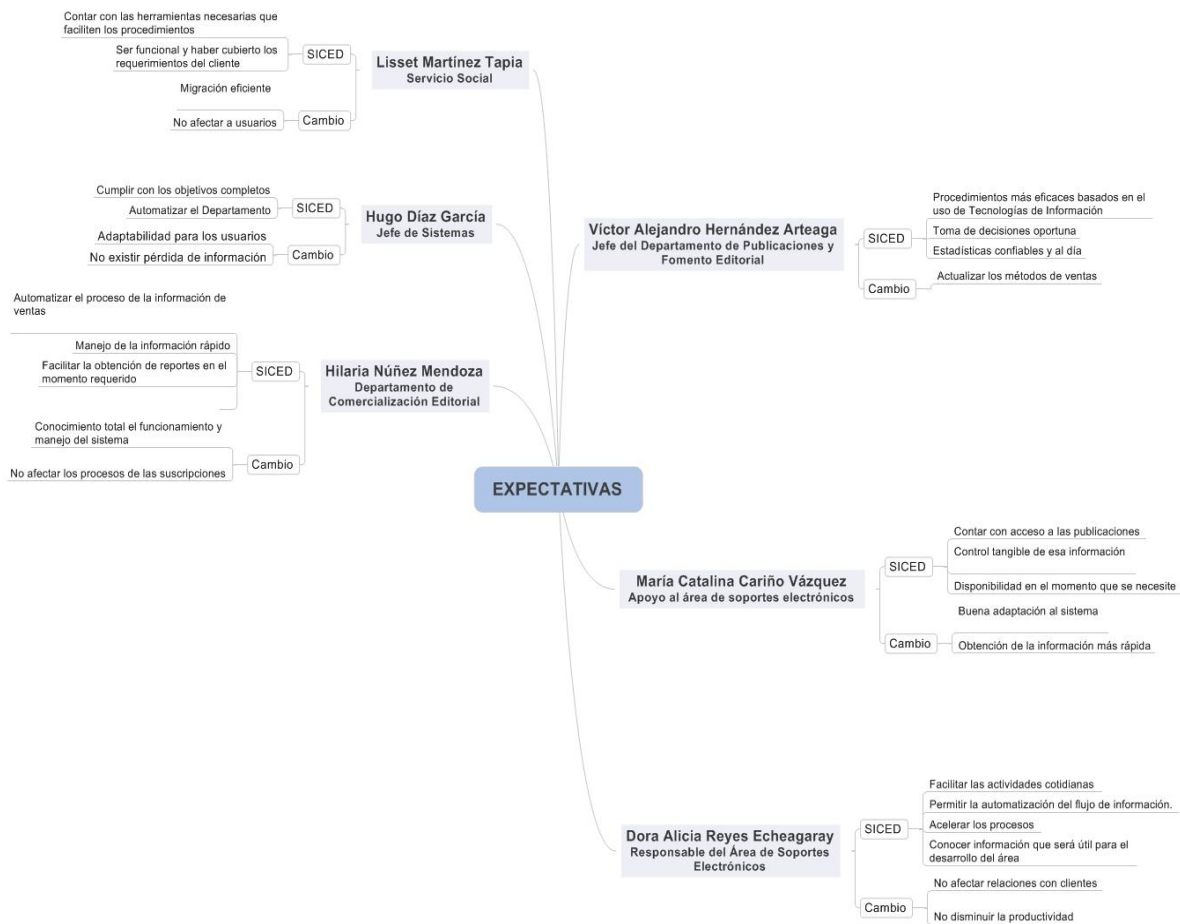 Contar con las herramientas necesarias que
faciliten los procedimientos
Ser funcional y haber cubierto los
requerimientos del cliente
SICED
Migración eficiente
No afectar a usuarios
Cambio
Lisset Martínez Tapia
Servicio Social
Cumplir con los objetivos completos
Automatizar el Departamento
SICED
Adaptabilidad para los usuarios
No existir pérdida de información
Cambio
Hugo Díaz García
Jefe de Sistemas
Automatizar el proceso de la información de
ventas
Manejo de la información rápido
Facilitar la obtención de reportes en el
momento requerido
SICED
Conocimiento total el funcionamiento y
manejo del sistema
No afectar los procesos de las suscripciones
Cambio
Hilaria Núñez Mendoza
Departamento de
Comercialización Editorial
EXPECTATIVAS
Víctor Alejandro Hernández Arteaga
Jefe del Departamento de Publicaciones y
Fomento Editorial
SICED
Procedimientos más eficaces basados en el
uso de Tecnologías de Información
Toma de decisiones oportuna
Estadísticas confiables y al día
Cambio
Actualizar los métodos de ventas
María Catalina Cariño Vázquez
Apoyo al área de soportes electrónicos
SICED
Contar con acceso a las publicaciones
Control tangible de esa información
Disponibilidad en el momento que se necesite
Cambio
Buena adaptación al sistema
Obtención de la información más rápida
Dora Alicia Reyes Echeagaray
Responsable del Área de Soportes
Electrónicos
SICED
Facilitar las actividades cotidianas
Permitir la automatización del flujo de información.
Acelerar los procesos
Conocer información que será útil para el
desarrollo del área
Cambio
No afectar relaciones con clientes
No disminuir la productividad